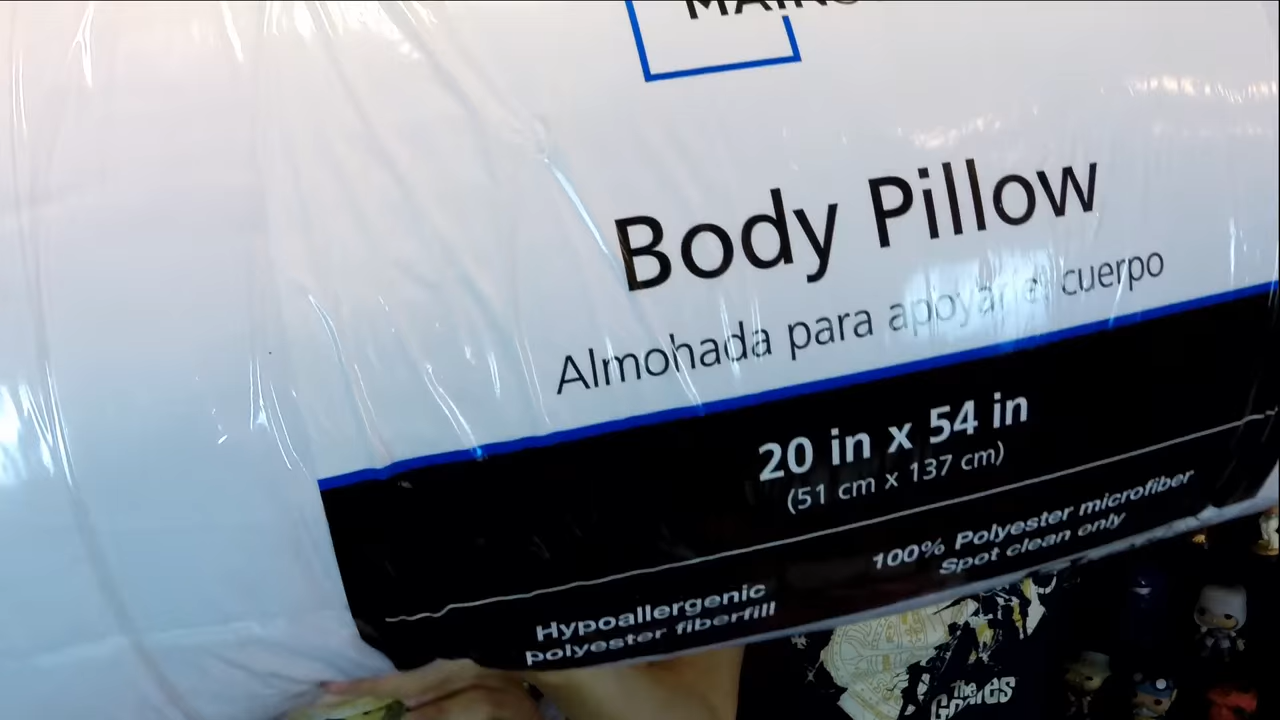 Body Pillow
Almohada para apoyar el cuerpo
20 in x 54 in
(51 cm x 137 cm)
100% Polyester microfiber
Spot clean only
Hypoallergenic
polyester fiberfill
The